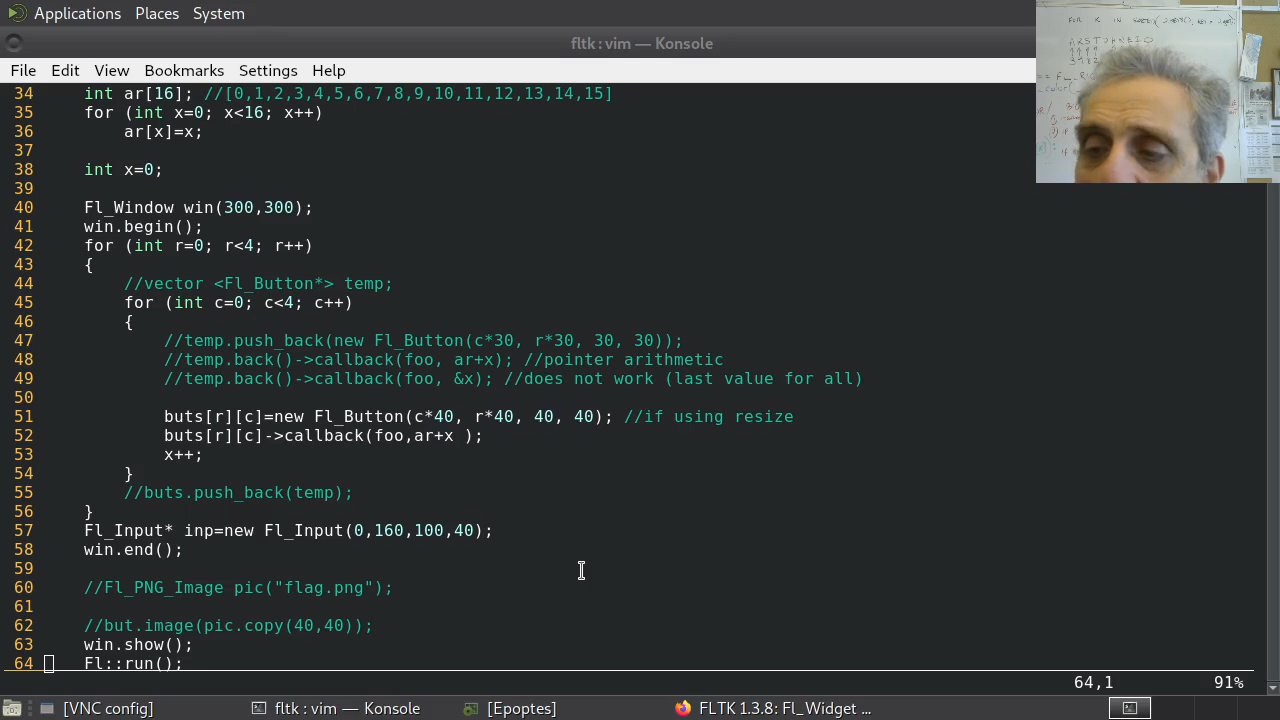 Applications Places System
fltk : vim — Konsole
File Edit View Bookmarks Settings Help
34     int ar[16]; //[0,1,2,3,4,5,6,7,8,9,10,11,12,13,14,15]
35     for (int x=0; x<16; x++)
36         ar[x]=x;
37
38     int x=0;
39
40     Fl_Window win(300,300);
41     win.begin();
42     for (int r=0; r<4; r++)
43     {
44         //vector <Fl_Button*> temp;
45         for (int c=0; c<4; c++)
46         {
47             //temp.push_back(new Fl_Button(c*30, r*30, 30, 30));
48             //temp.back()->callback(foo, ar+x); //pointer arithmetic
49             //temp.back()->callback(foo, &x); //does not work (last value for all)
50
51             buts[r][c]=new Fl_Button(c*40, r*40, 40, 40); //if using resize
52             buts[r][c]->callback(foo,ar+x );
53             x++;
54         }
55         //buts.push_back(temp);
56     }
57     Fl_Input* inp=new Fl_Input(0,160,100,40);
58     win.end();
59
60     //Fl_PNG_Image pic("flag.png");
61
62     //but.image(pic.copy(40,40));
63     win.show();
64     Fl::run();
64,1 91%
[VNC config] fltk : vim — Konsole [Epoptes] FLTK 1.3.8: Fl_Widget ...
FOR K IN